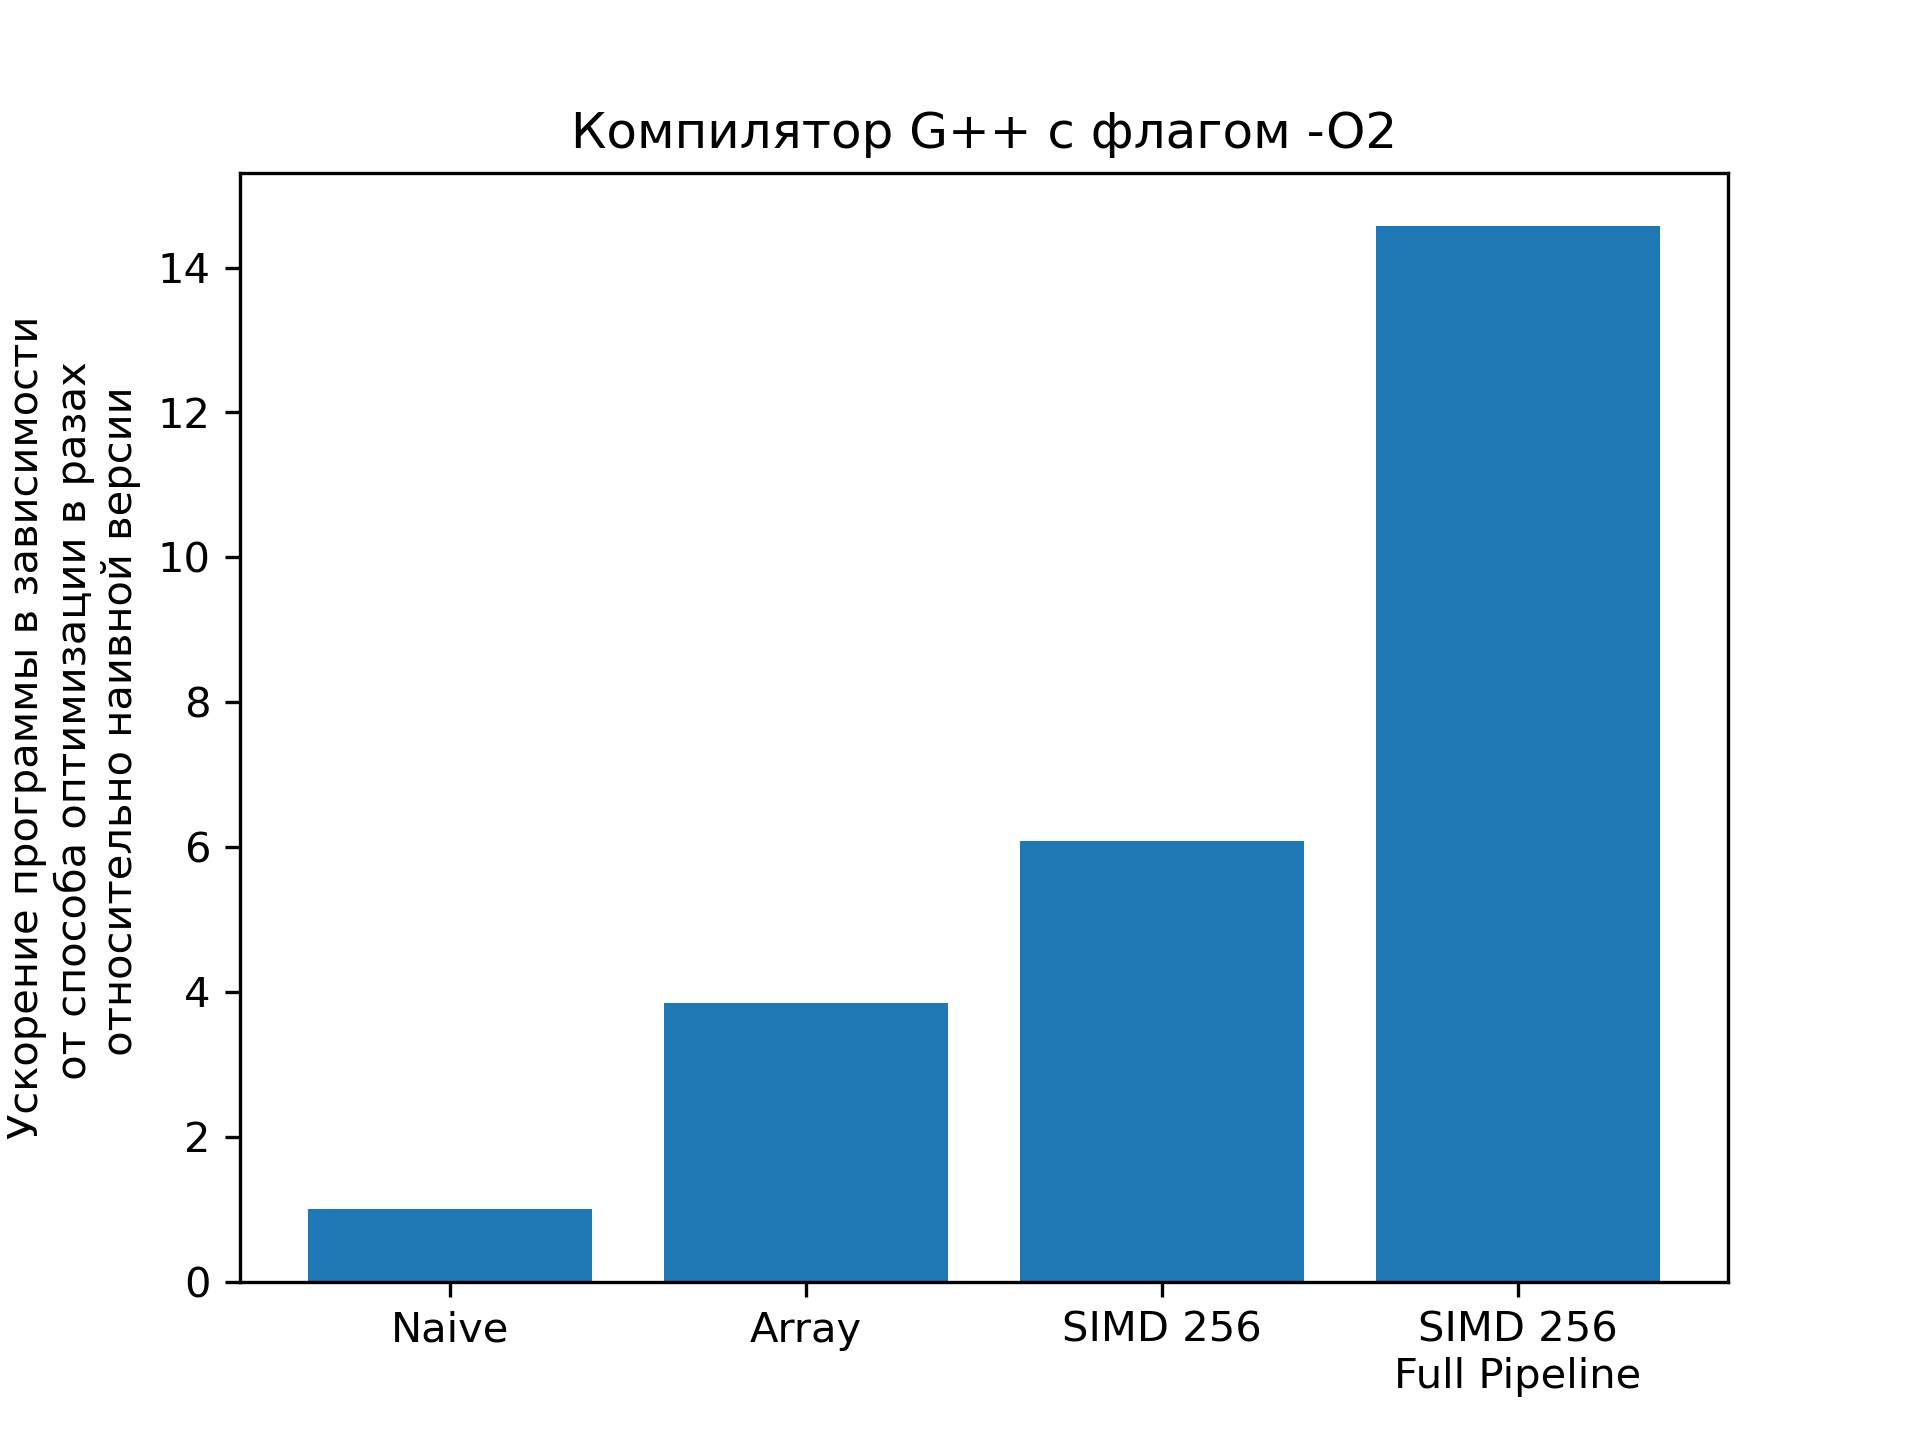 Компилятор G++ с флагом -O2
Ускорение программы в зависимости
от способа оптимизации в разах
относительно наивной версии
14
12
10
8
6
4
2
0
Naive
Array
SIMD 256
SIMD 256
Full Pipeline